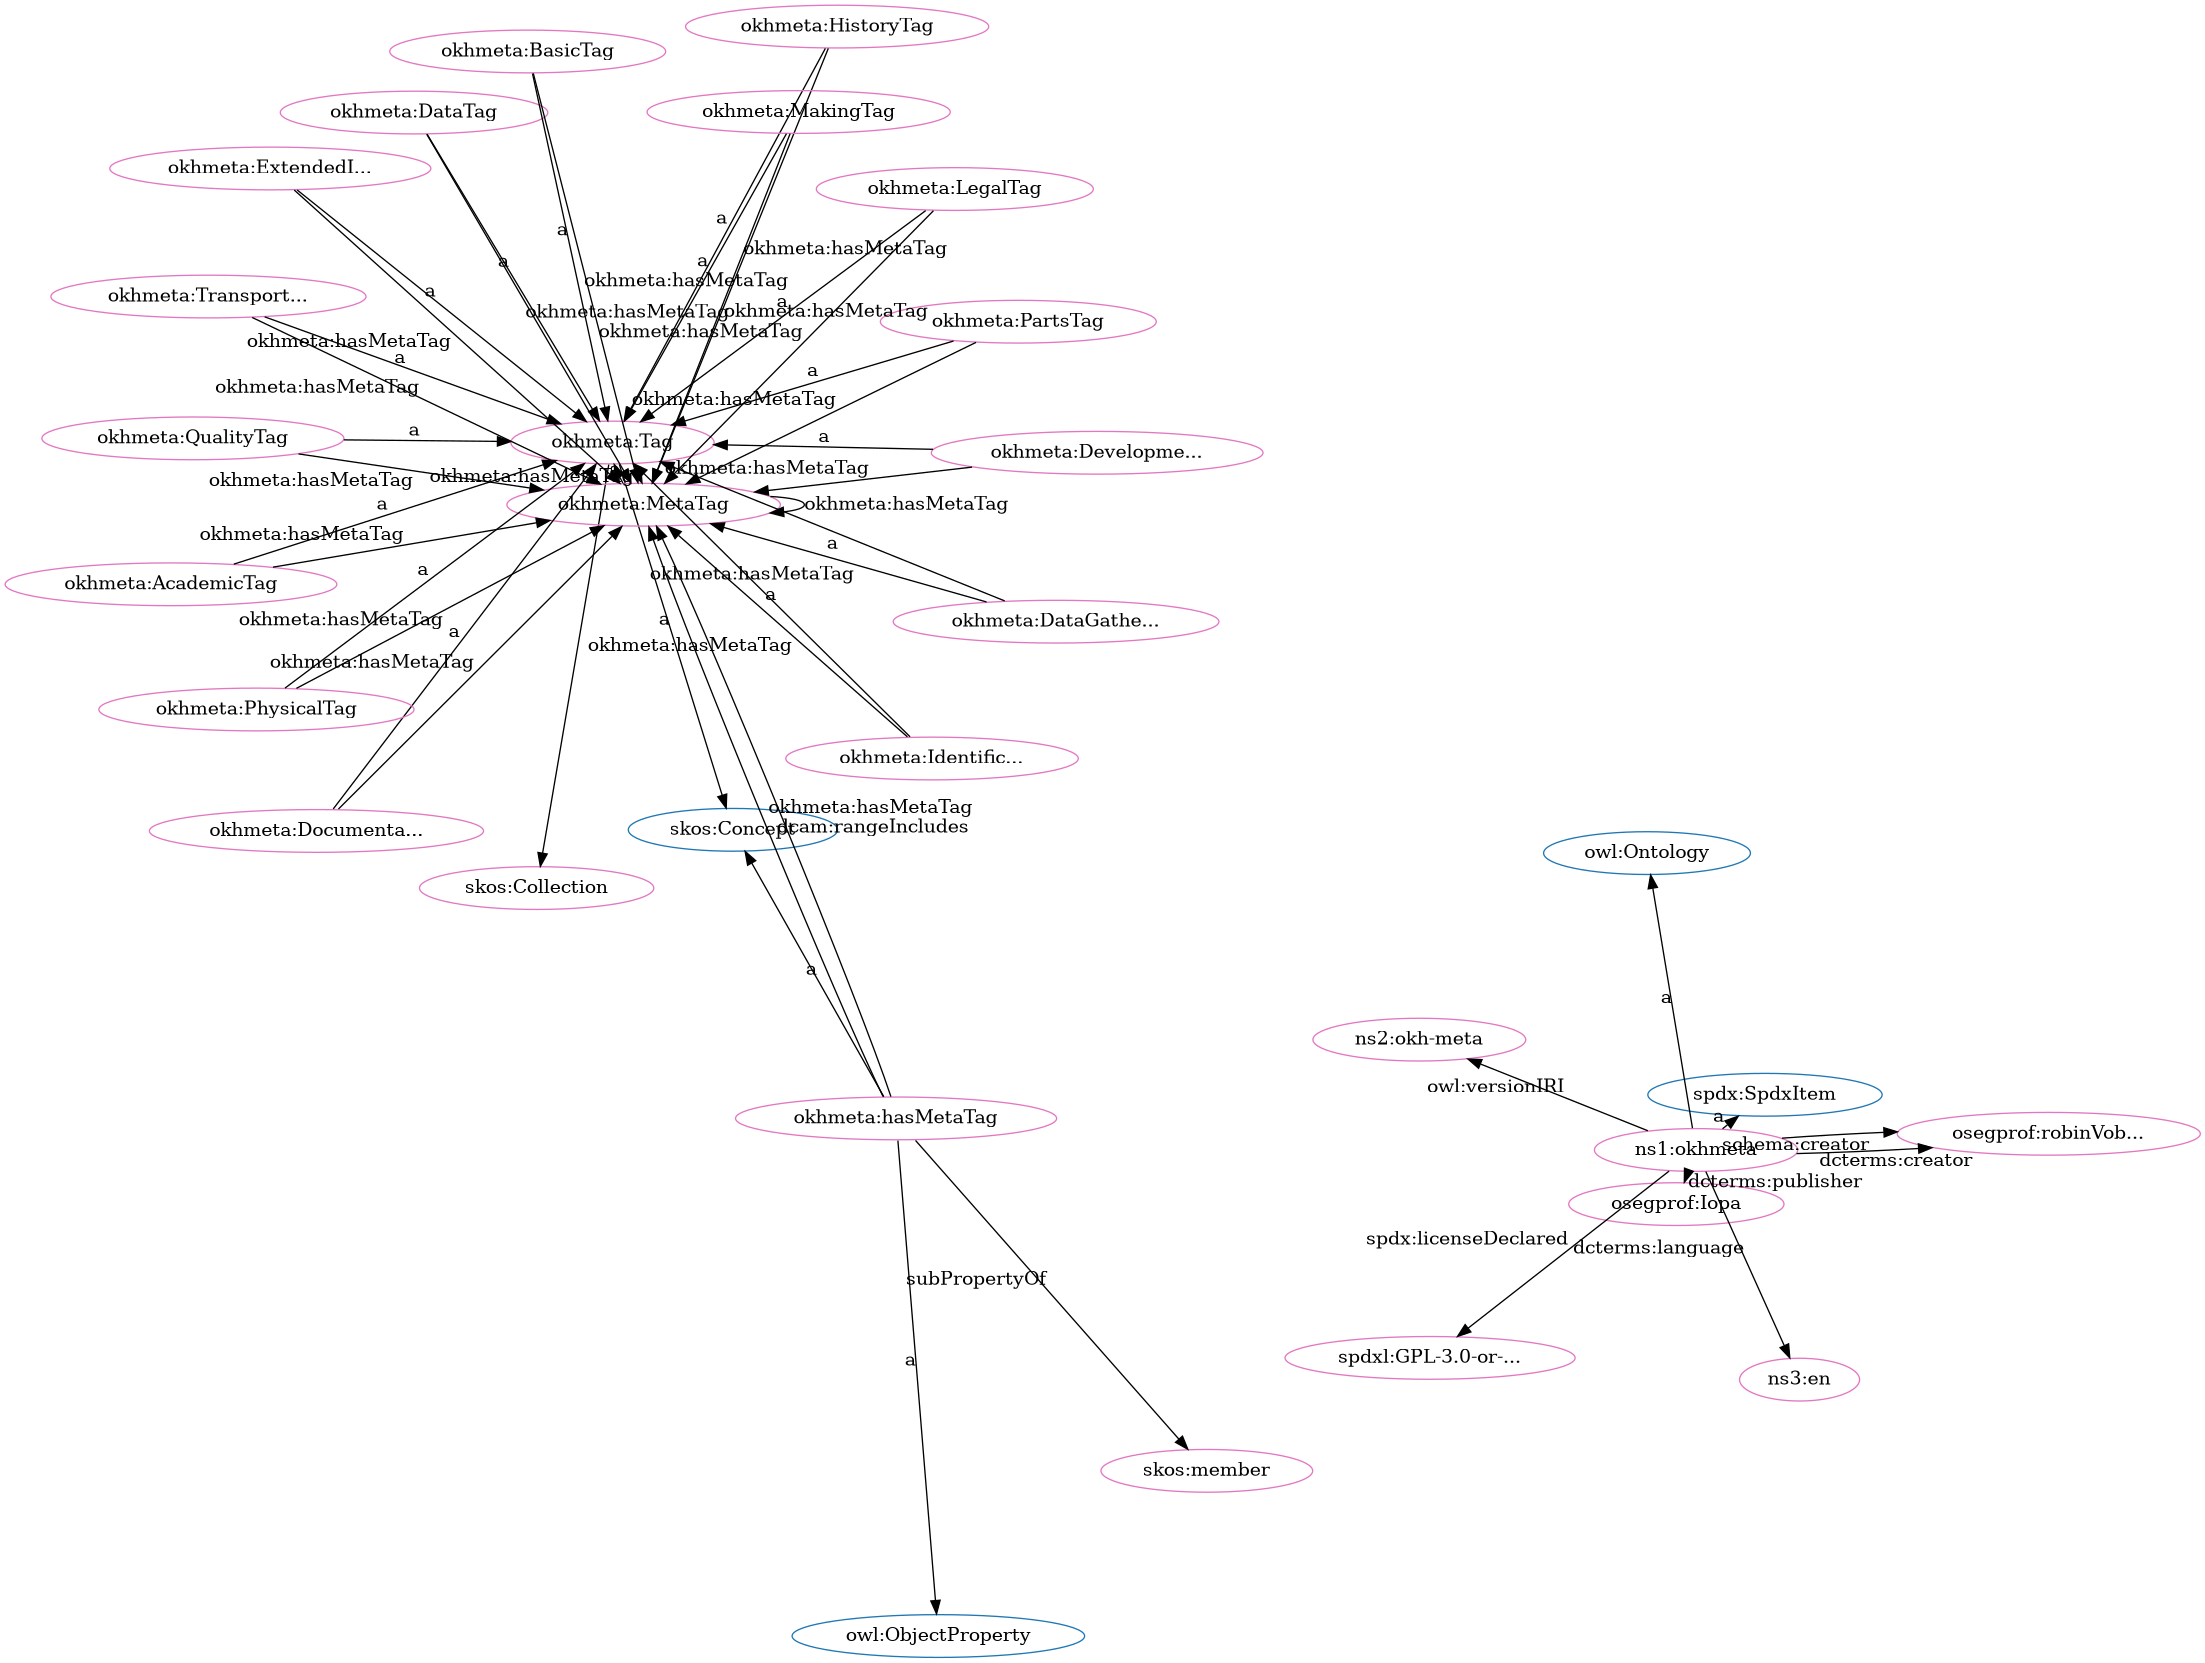 okhmeta:HistoryTag
okhmeta:BasicTag
okhmeta:DataTag
okhmeta:MakingTag
okhmeta:ExtendedI...
okhmeta:LegalTag
a
a
okhmeta:hasMetaTag
a
a
okhmeta:hasMetaTag
a
okhmeta:Transport...
a
okhmeta:hasMetaTag
okhmeta:hasMetaTag
okhmeta:PartsTag
okhmeta:hasMetaTag
okhmeta:hasMetaTag
a
a
okhmeta:hasMetaTag
okhmeta:hasMetaTag
okhmeta:QualityTag
a
okhmeta:Tag
a
okhmeta:Developme...
okhmeta:hasMetaTag
okhmeta:hasMetaTag
okhmeta:hasMetaTag
a
okhmeta:MetaTag
okhmeta:hasMetaTag
okhmeta:hasMetaTag
a
okhmeta:AcademicTag
a
okhmeta:hasMetaTag
a
okhmeta:hasMetaTag
a
a
okhmeta:DataGathe...
okhmeta:hasMetaTag
okhmeta:hasMetaTag
okhmeta:PhysicalTag
okhmeta:Identific...
okhmeta:hasMetaTag
okhmeta:Documenta...
skos:Concept
dcam:rangeIncludes
skos:Collection
owl:Ontology
a
a
ns2:okh-meta
owl:versionIRI
spdx:SpdxItem
okhmeta:hasMetaTag
a
osegprof:robinVob...
ns1:okhmeta
schema:creator
dcterms:creator
dcterms:publisher
osegprof:Iopa
spdx:licenseDeclared
dcterms:language
subPropertyOf
a
spdxl:GPL-3.0-or-...
ns3:en
skos:member
owl:ObjectProperty